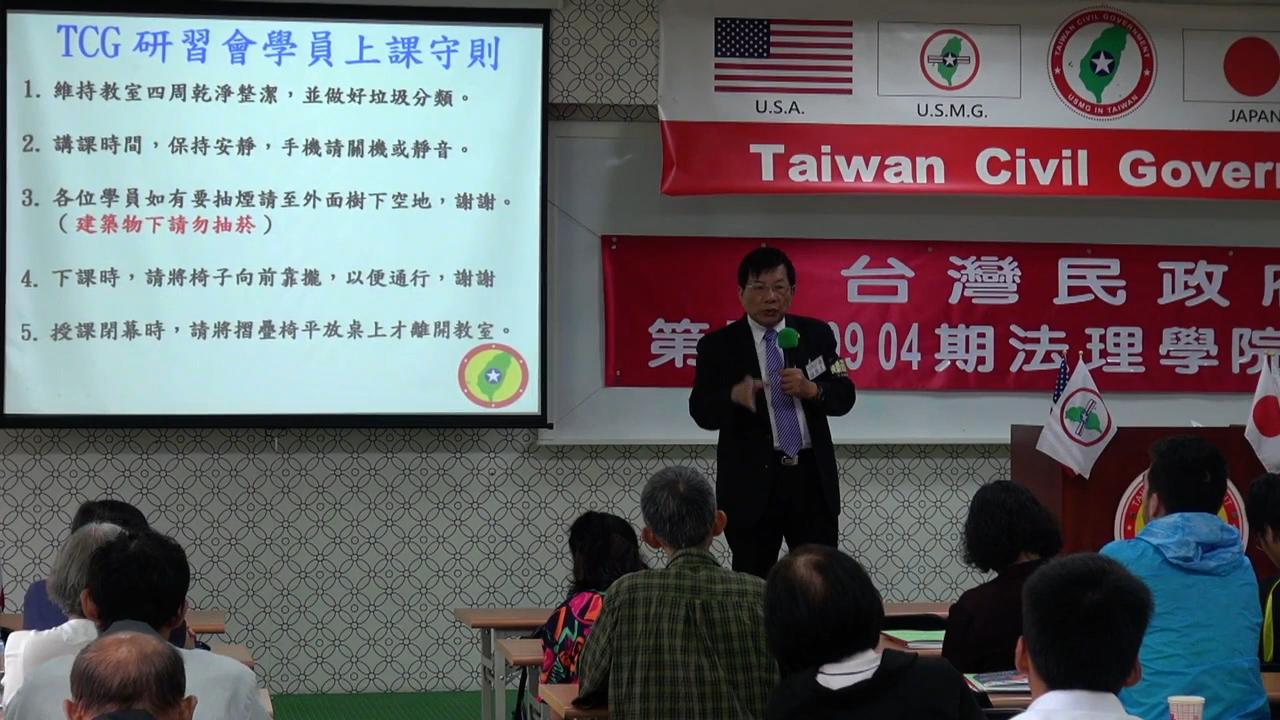 TCG 研習會學員上課守則
1. 維持教室四周乾淨整潔，並做好垃圾分類。
2. 講課時間，保持安靜，手機請關機或靜音。
3. 各位學員如有要抽煙請至外面樹下空地，謝謝。
（建築物下請勿抽菸）
4. 下課時，請將椅子向前靠攏，以便通行，謝謝
5. 授課閉幕時，請將摺疊椅平放桌上才離開教室。
U.S.A.
U.S.M.G.
TAIWAN CIVIL GOVERNMENT
USMG IN TAIWAN
JAPAN
Taiwan Civil Gover
台灣民政
第 09 04 期法理學院